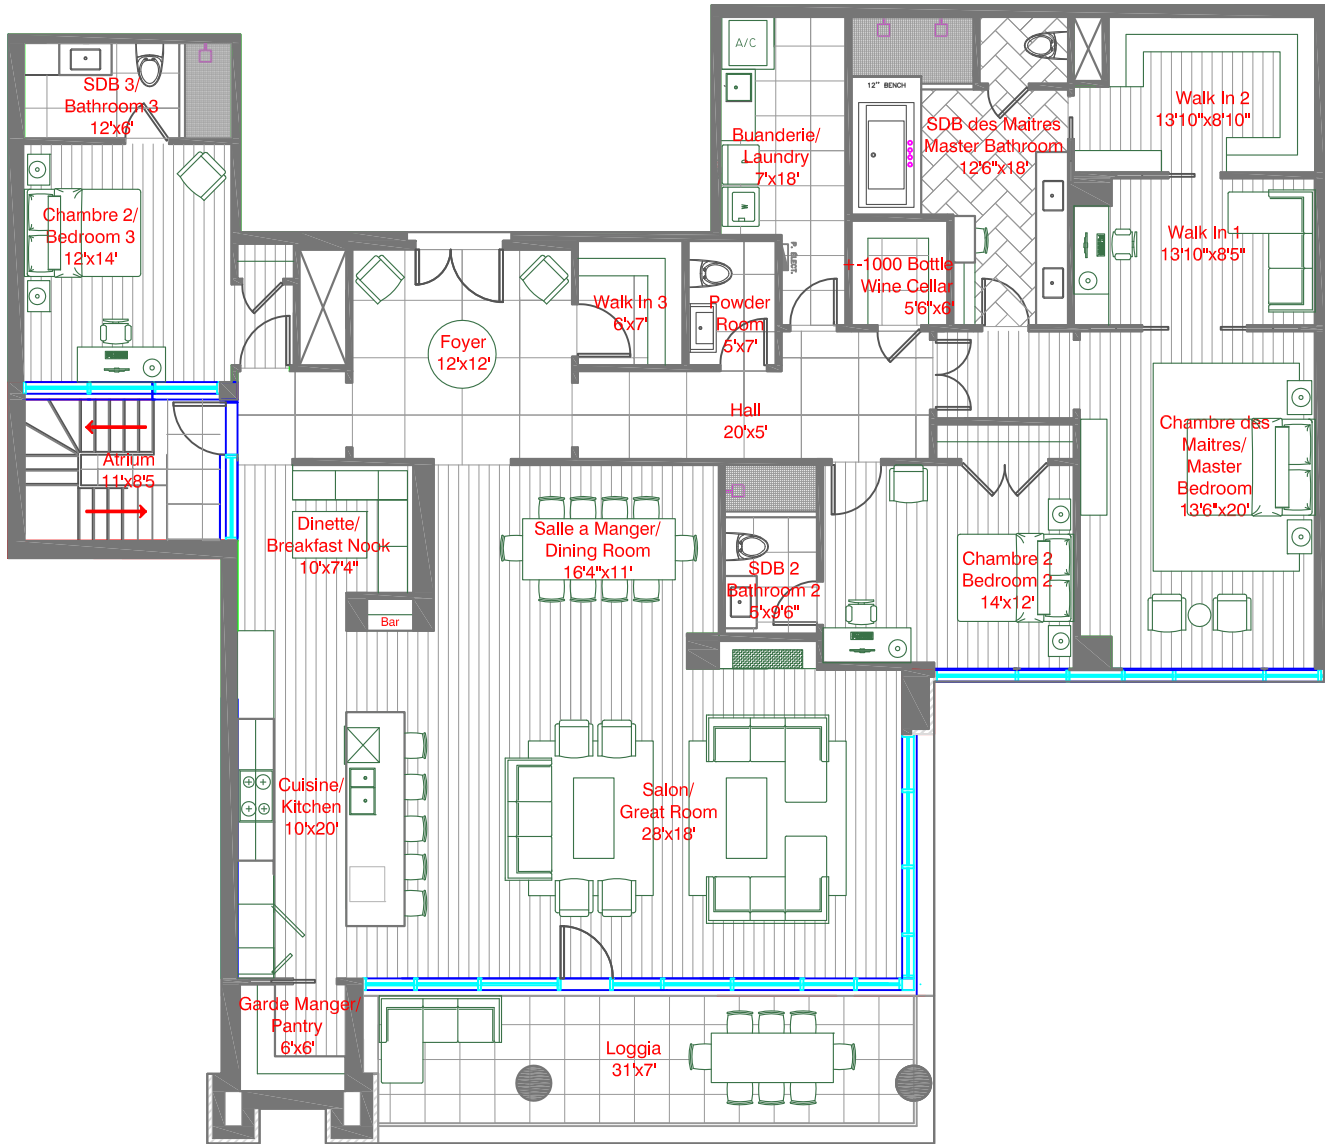 SDB 3/
Bathroom 3
12'x6'
A/C
Buanderie/
Laundry
7'x18'
W
12" BENCH
SDB des Maitres
Master Bathroom
12'6"x18'
Walk In 2
13'10"x8'10"
Chambre 2/
Bedroom 3
12'x14'
Walk In 1
13'10"x8'5"
P. ELECT.
+-1000 Bottle
Wine Cellar
5'6"x6'
Walk In 3
6'x7'
Powder
Room
5'x7'
Foyer
12'x12'
Hall
20'x5'
Chambre des
Maitres/
Master
Bedroom
13'6"x20'
Atrium
11'x8'5
Dinette/
Breakfast Nook
10'x7'4"
Salle a Manger/
Dining Room
16'4"x11'
SDB 2
Bathroom 2
5'x9'6"
Chambre 2
Bedroom 2
14'x12'
Bar
Cuisine/
Kitchen
10'x20'
Salon/
Great Room
28'x18'
Garde Manger/
Pantry
6'x6'
Loggia
31'x7'